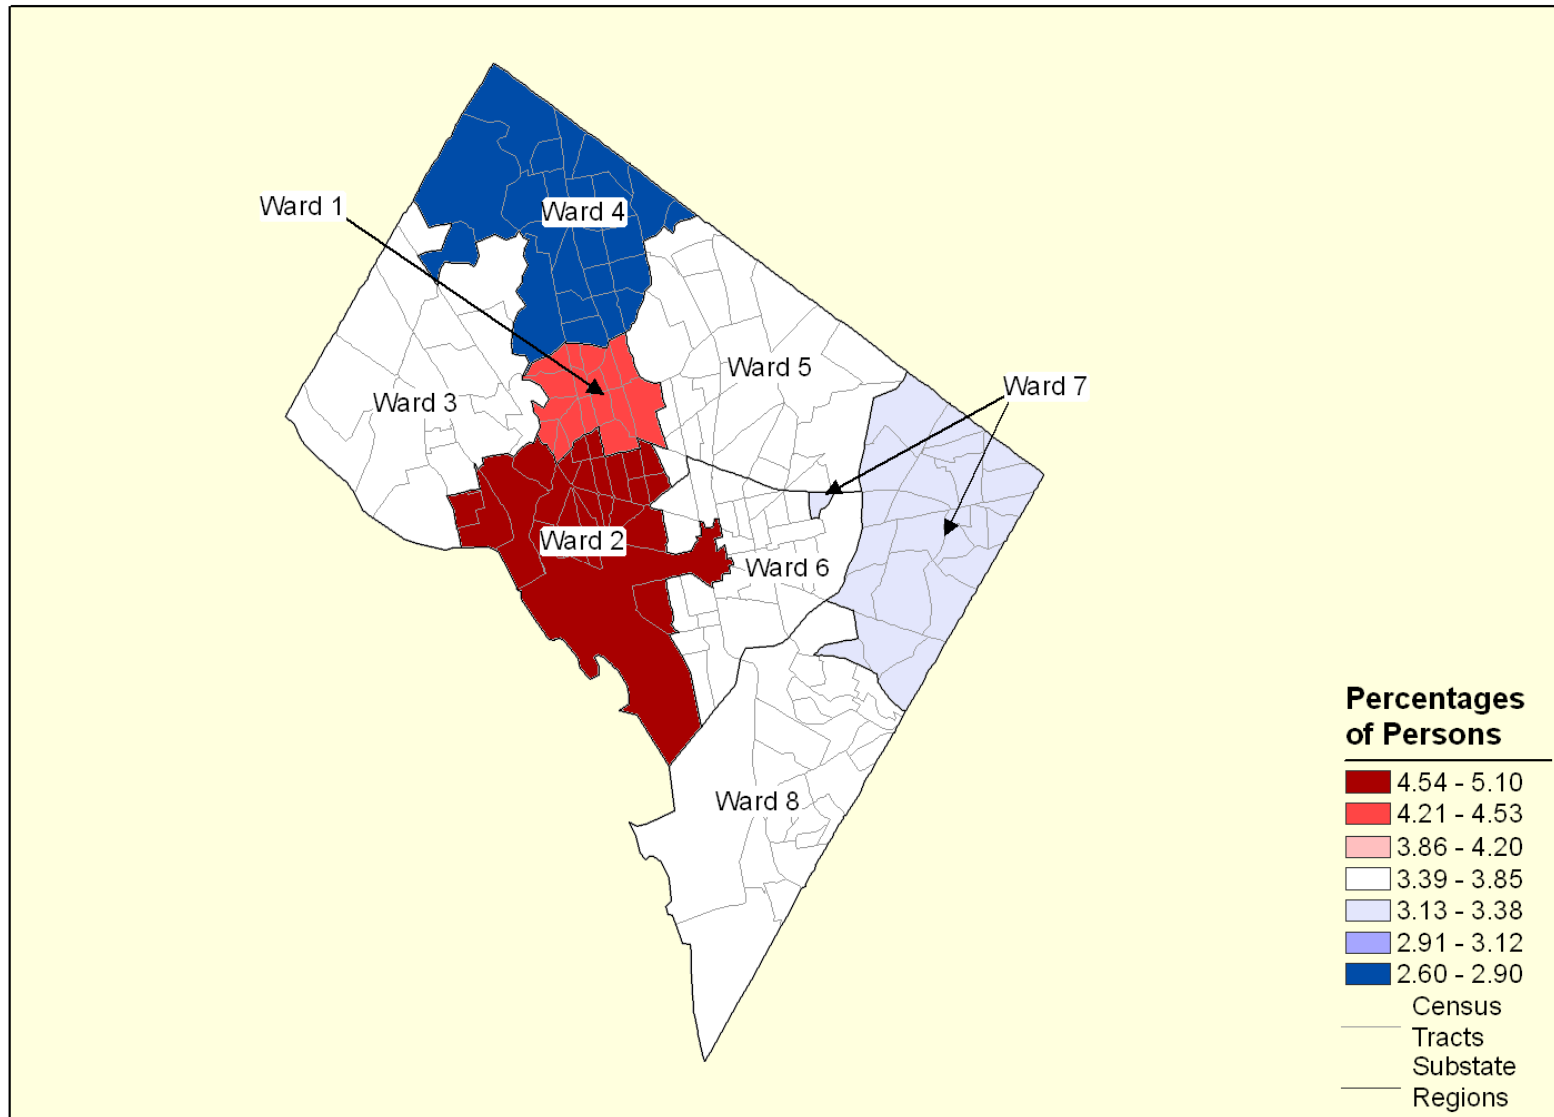 Ward 1
Ward 4
Ward 5
Ward 7
Ward 3
Ward 2
Ward 6
Ward 8
Percentages
of Persons
4.54 - 5.10
4.21 - 4.53
3.86 - 4.20
3.39 - 3.85
3.13 - 3.38
2.91 - 3.12
2.60 - 2.90
Census
Tracts
Substate
Regions